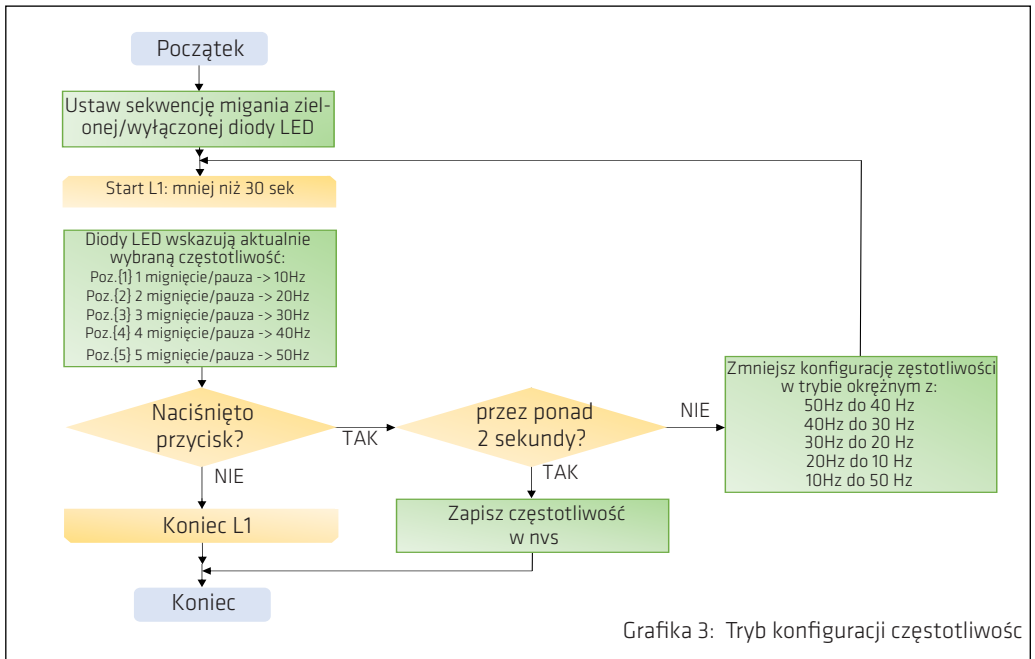 Początek
Ustaw sekwencję migania ziel-
onej/wyłączonej diody LED
Start L1: mniej niż 30 sek
Diody LED wskazują aktualnie
wybraną częstotliwość:
Poz.{1} 1 mignięcie/pauza -> 10Hz
Poz.{2} 2 mignięcie/pauza -> 20Hz
Poz.{3} 3 mignięcie/pauza -> 30Hz
Poz.{4} 4 mignięcie/pauza -> 40Hz
Poz.{5} 5 mignięcie/pauza -> 50Hz
Naciśnięto
przycisk?
TAK
przez ponad
2 sekundy?
NIE
Zmniejsz konfigurację zęstotliwości
w trybie okrężnym z:
50Hz do 40 Hz
40Hz do 30 Hz
30Hz do 20 Hz
20Hz do 10 Hz
10Hz do 50 Hz
NIE
TAK
Koniec L1
Zapisz częstotliwość
w nvs
Koniec
Grafika 3: Tryb konfiguracji częstotliwośc